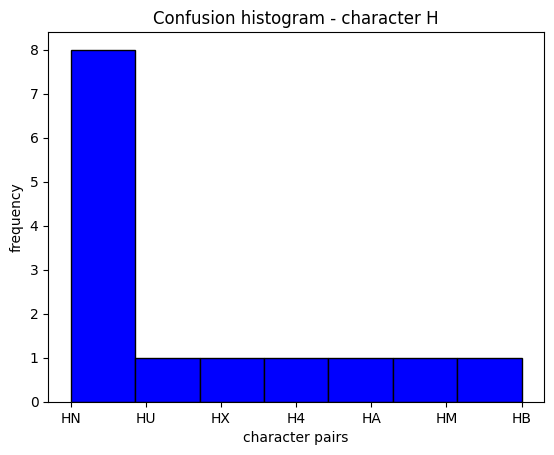 Confusion histogram - character H
8
7
6
5
4
3
2
1
0
frequency
HN HU HX H4 HA HM HB
character pairs